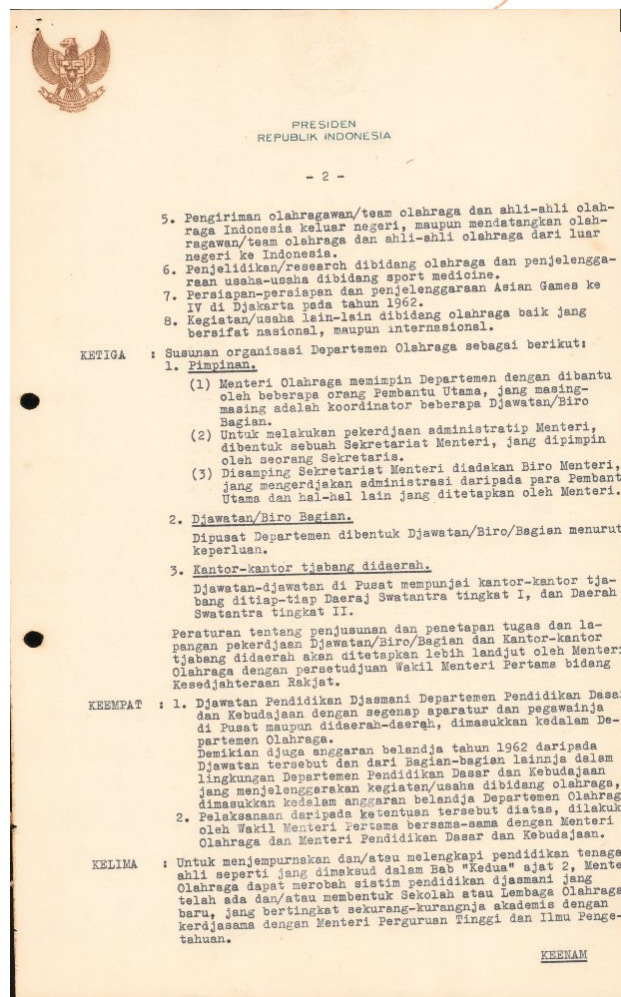 PRESIDEN
REPUBLIK INDONESIA
- 2 -
5. Pengiriman olahragawan/team olahraga dan ahli-ahli olah-
raga Indonesia keluar negeri, maupun mendatangkan olah-
ragawan/team olahraga dan ahli-ahli olahraga dari luar
negeri ke Indonesia.
6. Penjelidikan/research dibidang olahraga dan penjelengga-
raan usaha-usaha dibidang sport medicine.
7. Persiapan-persiapan dan penjelenggaraan Asian Games ke
IV di Djakarta pada tahun 1962.
8. Kegiatan/usaha lain-lain dibidang olahraga baik jang
bersifat nasional, maupun internasional.
KETIGA : Susunan organisasi Departemen Olahraga sebagai berikut:
1. Pimpinan.
(1) Menteri Olahraga memimpin Departemen dengan dibantu
oleh beberapa orang Pembantu Utama, jang masing-
masing adalah koordinator beberapa Djawatan/Biro
Bagian.
(2) Untuk melakukan pekerdjaan administratip Menteri,
dibentuk sebuah Sekretariat Menteri, jang dipimpin
oleh seorang Sekretaris.
(3) Disamping Sekretariat Menteri diadakan Biro Menteri,
jang mengerdjakan administrasi daripada para Pembant
Utama dan hal-hal lain jang ditetapkan oleh Menteri.
2. Djawatan/Biro Bagian.
Dipusat Departemen dibentuk Djawatan/Biro/Bagian menurut
keperluan.
3. Kantor-kantor tjabang didaerah.
Djawatan-djawatan di Pusat mempunjai kantor-kantor tja-
bang ditiap-tiap Daeraj Swatantra tingkat I, dan Daerah
Swatantra tingkat II.
Peraturan tentang penjusunan dan penetapan tugas dan la-
pangan pekerdjaan Djawatan/Biro/Bagian dan Kantor-kantor
tjabang didaerah akan ditetapkan lebih landjut oleh Menteri
Olahraga dengan persetudjuan Wakil Menteri Pertama bidang
Kesedjahteraan Rakjat.
KEEMPAT : 1. Djawatan Pendidikan Djasmani Departemen Pendidikan Dasar
dan Kebudajaan dengan segenap aparatur dan pegawainja
di Pusat maupun didaerah-daerah, dimasukkan kedalam De-
partemen Olahraga.
Demikian djuga anggaran belandja tahun 1962 daripada
Djawatan tersebut dan dari Bagian-bagian lainnja dalam
lingkungan Departemen Pendidikan Dasar dan Kebudajaan
jang menjelenggarakan kegiatan/usaha dibidang olahraga,
dimasukkan kedalam anggaran belandja Departemen Olahrag
2. Pelaksanaan daripada ketentuan tersebut diatas, dilakuk
oleh Wakil Menteri Pertama bersama-sama dengan Menteri
Olahraga dan Menteri Pendidikan Dasar dan Kebudajaan.
KELIMA : Untuk menjempurnakan dan/atau melengkapi pendidikan tenaga
ahli seperti jang dimaksud dalam Bab "Kedua" ajat 2, Mente
Olahraga dapat merobah sistim pendidikan djasmani jang
telah ada dan/atau membentuk Sekolah atau Lembaga Olahraga
baru, jang bertingkat sekurang-kurangnja akademis dengan
kerdjasama dengan Menteri Perguruan Tinggi dan Ilmu Penge-
tahuan.
KEENAM